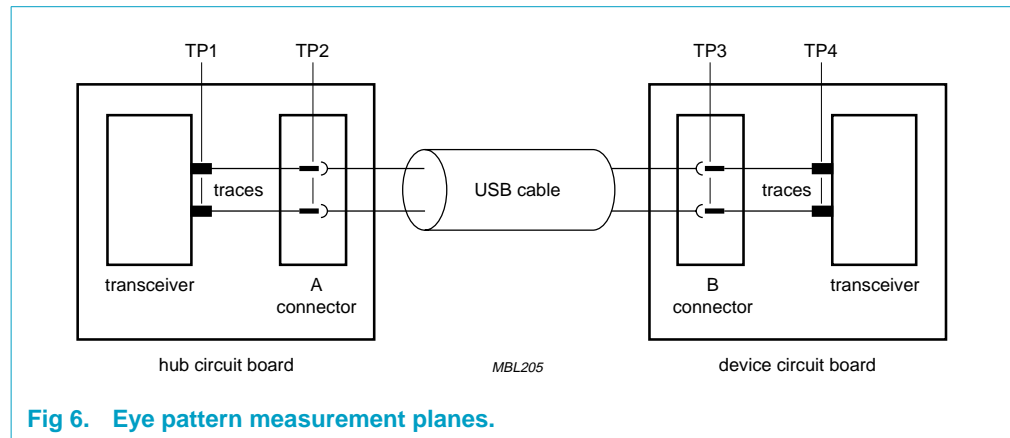 TP1 TP2 TP3 TP4
traces USB cable traces
transceiver A connector B connector transceiver
hub circuit board MBL205 device circuit board
Fig 6. Eye pattern measurement planes.